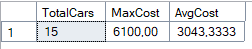 TotalCars MaxCost AvgCost
1 15 6100,00 3043,3333